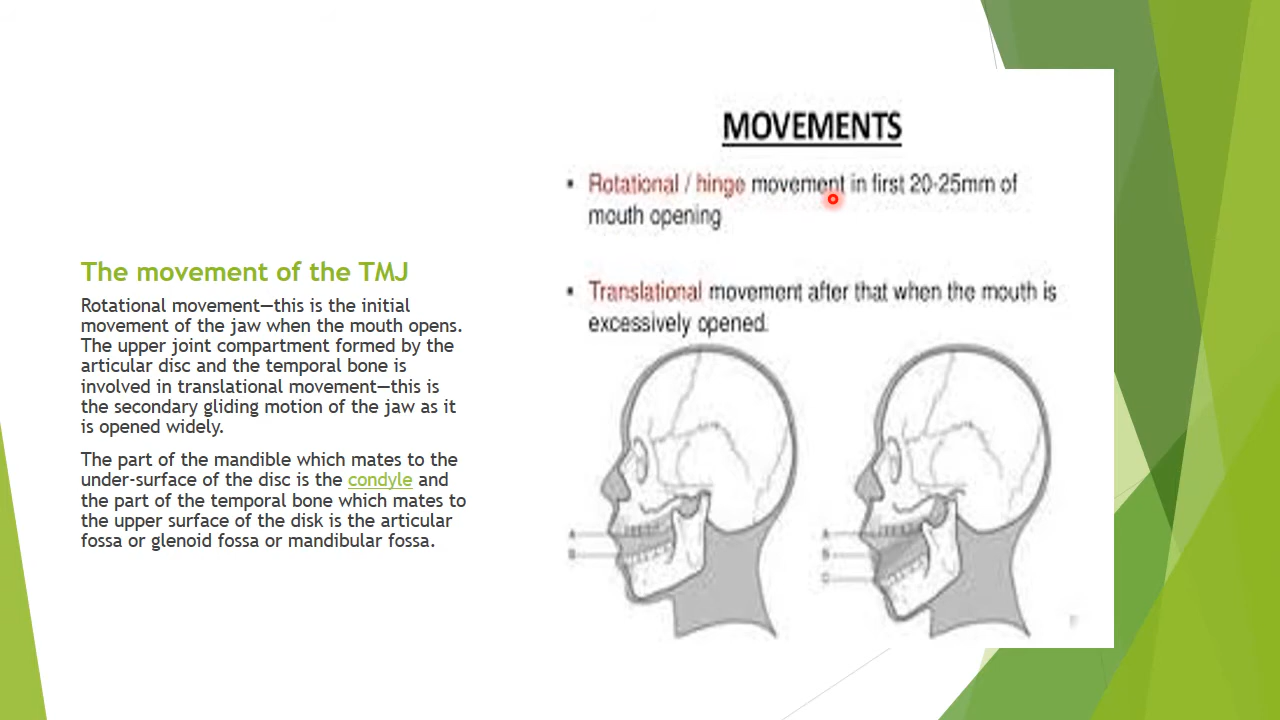 The movement of the TMJ
Rotational movement—this is the initial
movement of the jaw when the mouth opens.
The upper joint compartment formed by the
articular disc and the temporal bone is
involved in translational movement—this is
the secondary gliding motion of the jaw as it
is opened widely.
The part of the mandible which mates to the
under-surface of the disc is the condyle and
the part of the temporal bone which mates to
the upper surface of the disk is the articular
fossa or glenoid fossa or mandibular fossa.
MOVEMENTS
• Rotational / hinge movement in first 20-25mm of
mouth opening
• Translational movement after that when the mouth is
excessively opened.
A
B
A
B
C